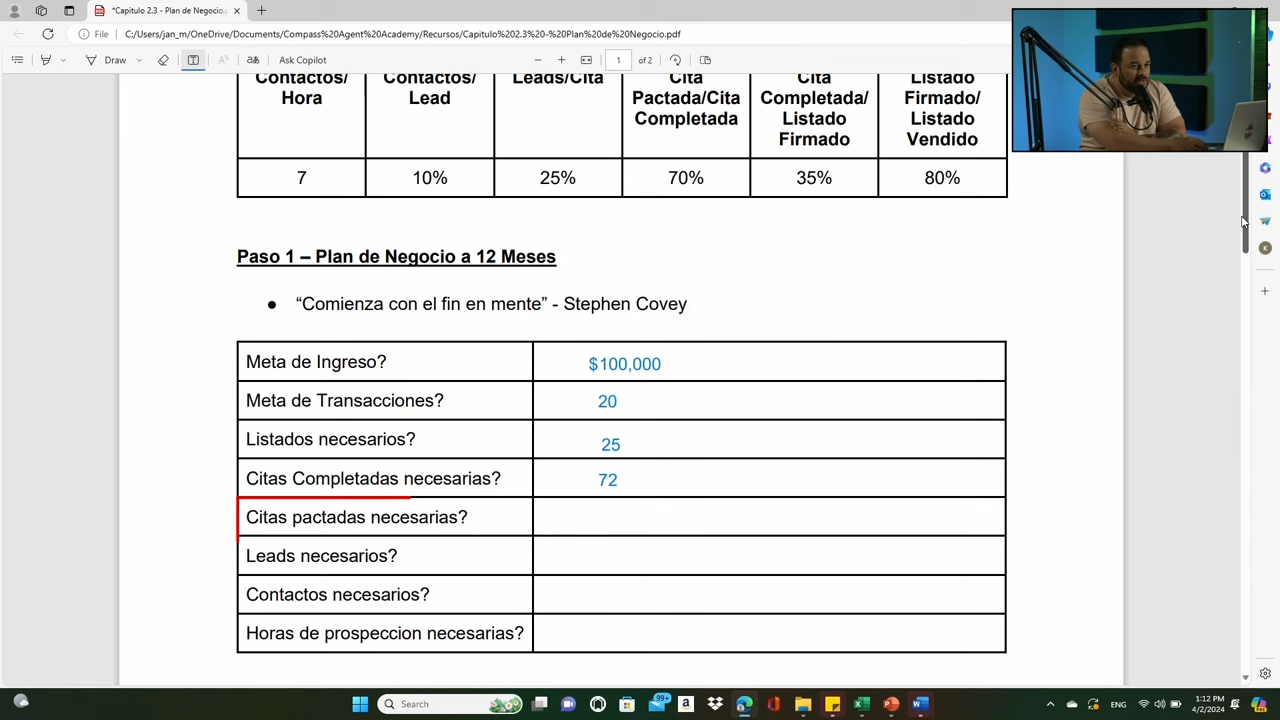 *Capitulo 2.3 - Plan de Negocio.
File
C:/Users/jan_m/OneDrive/Documents/Compass%20Agent%20Academy/Recursos/Capitulo%202.3%20-%20Plan%20de%20Negocio.pdf
Draw
Ask Copilot
1
of 2
Contactos/
Hora
Contactos/
Lead
Leads/Cita
Cita
Pactada/Cita
Completada
Cita
Completada/
Listado
Firmado
Listado
Firmado/
Listado
Vendido
7
10%
25%
70%
35%
80%
Paso 1 – Plan de Negocio a 12 Meses
● “Comienza con el fin en mente” - Stephen Covey
Meta de Ingreso?
$100,000
Meta de Transacciones?
20
Listados necesarios?
25
Citas Completadas necesarias?
72
Citas pactadas necesarias?
Leads necesarios?
Contactos necesarios?
Horas de prospeccion necesarias?
Search
99+
ENG
1:12 PM
4/2/2024